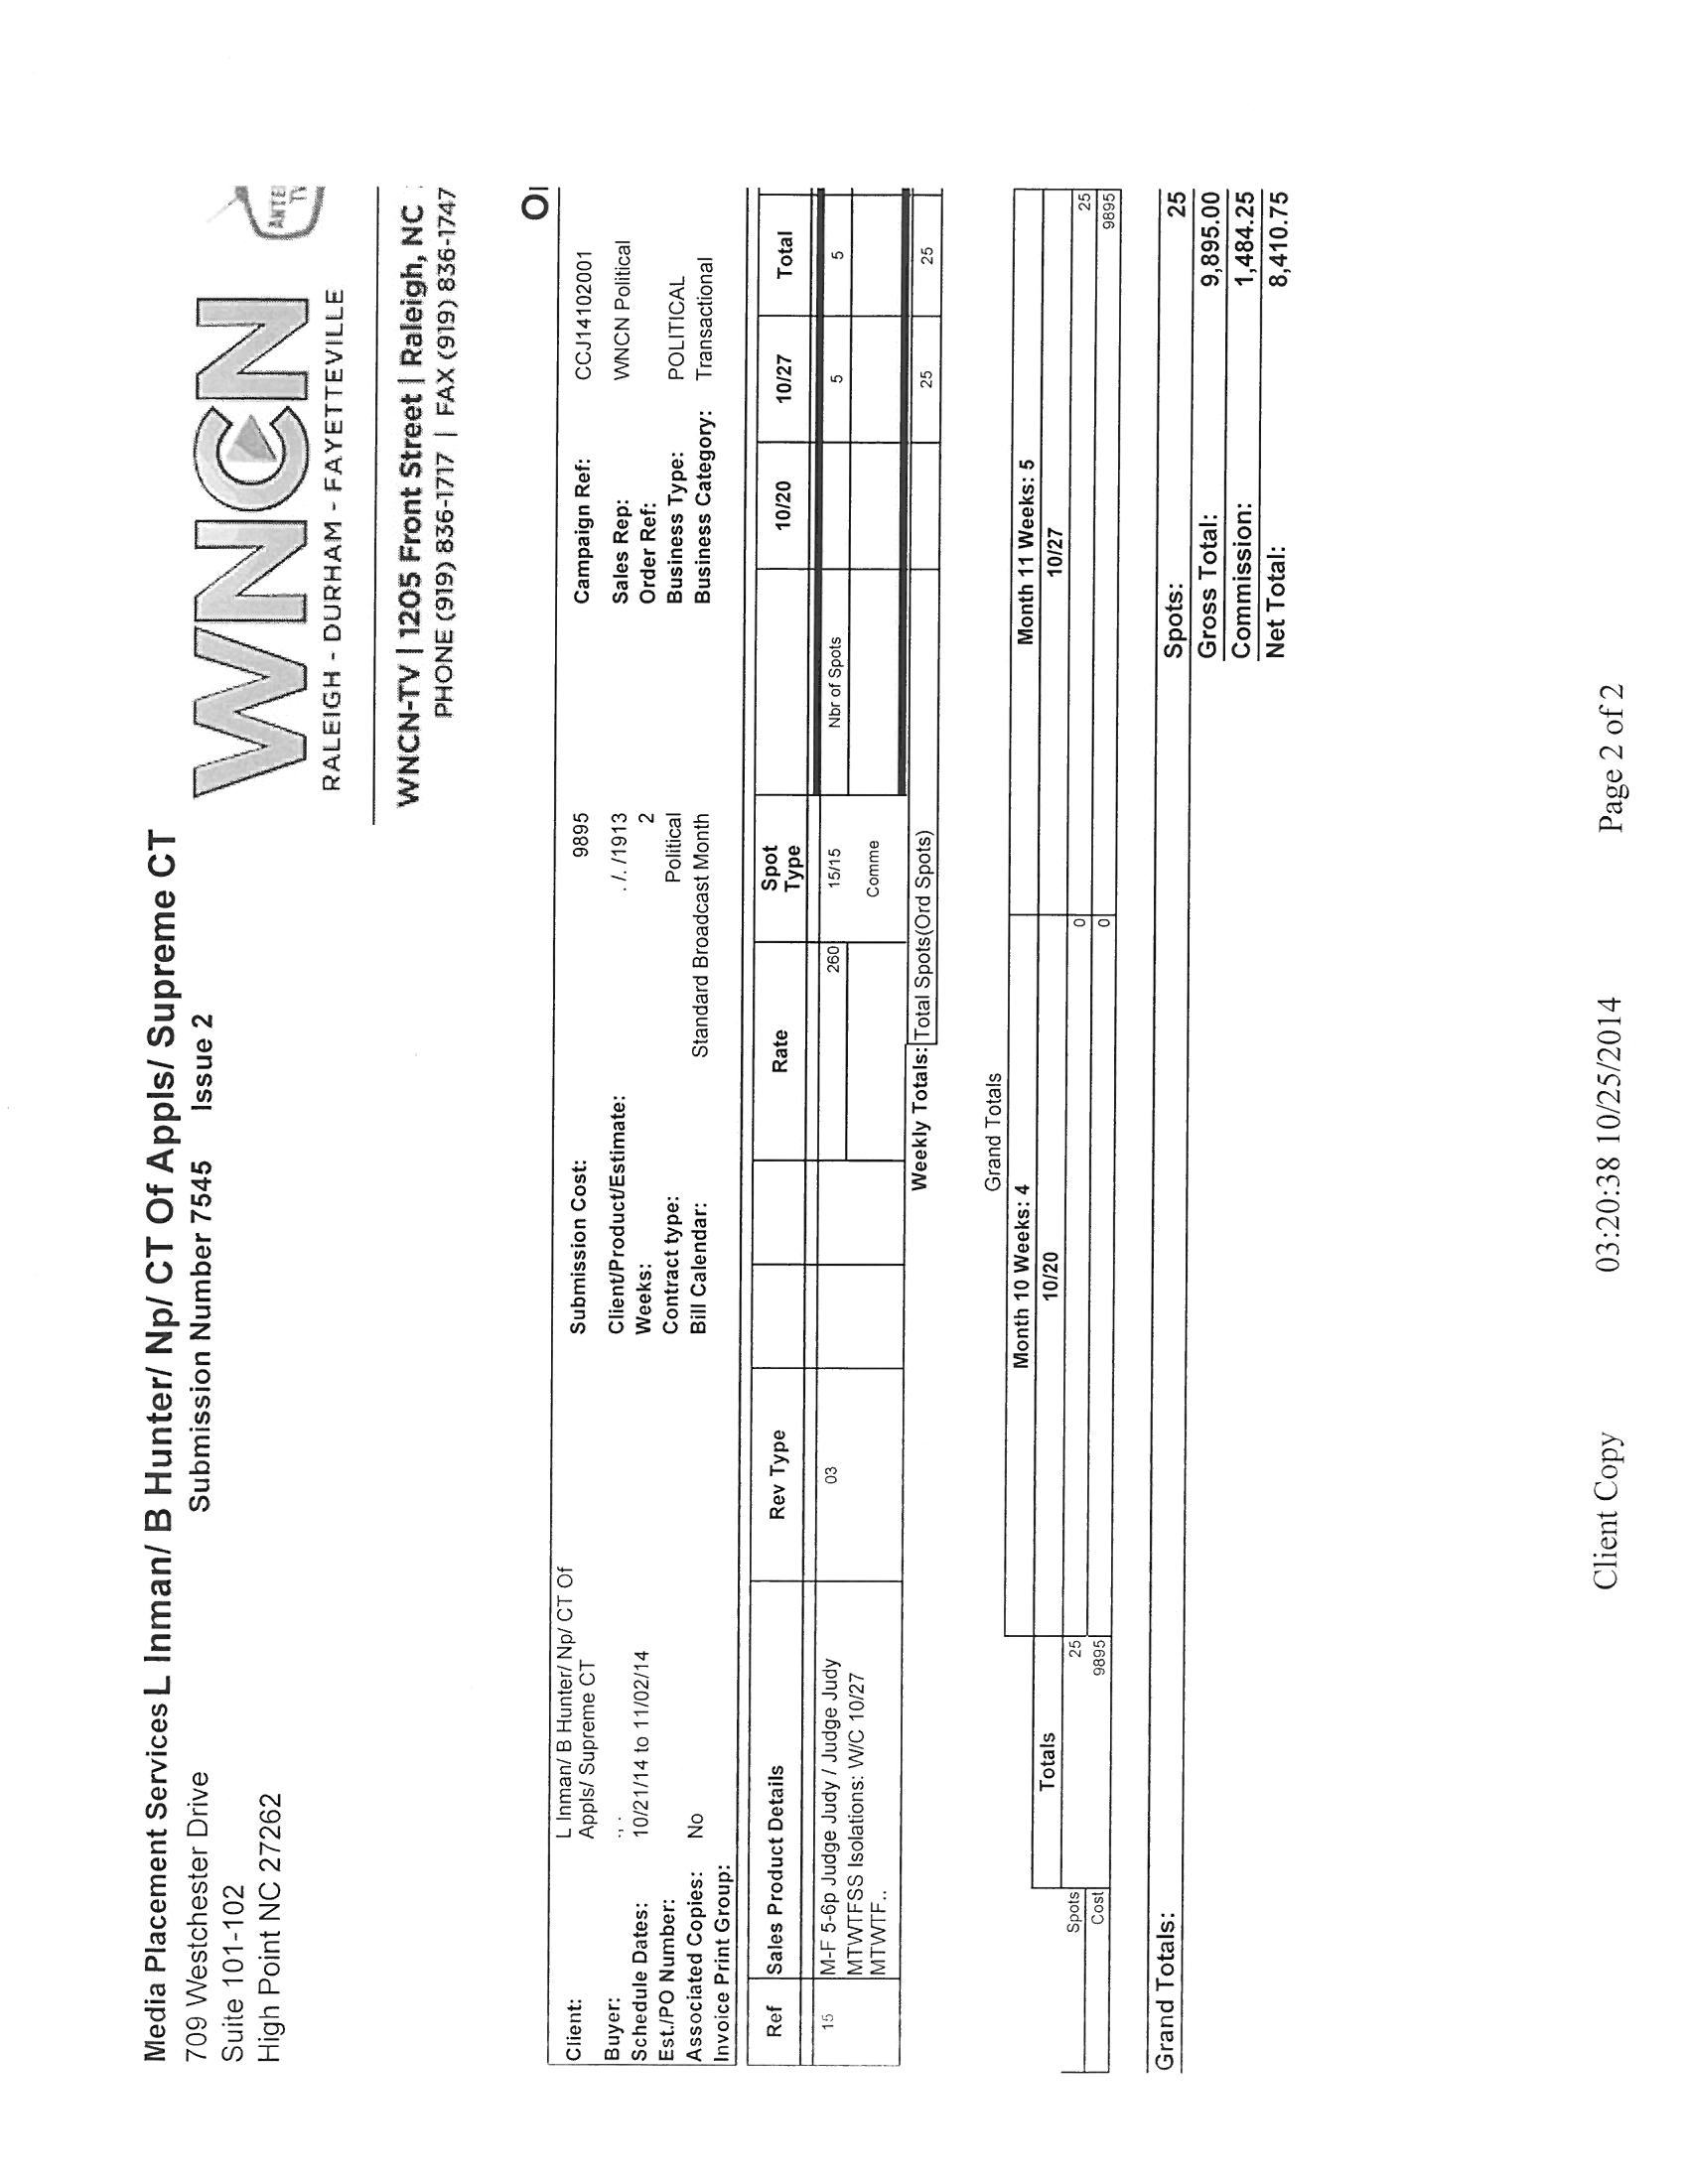 Media Placement Services L Inman/ B Hunter/ Np/ CT Of Appls/ Supreme CT
709 Westchester Drive
Submission Number 7545 Issue 2
Suite 101-102
High Point NC 27262
WNCN
RALEIGH - DURHAM - FAYETTEVILLE
WNCN-TV | 1205 Front Street | Raleigh, NC
PHONE (919) 836-1717 | FAX (919) 836-1747
Client: L Inman/ B Hunter/ Np/ CT Of Submission Cost: 9895 Campaign Ref: CCJ14102001
Appls/ Supreme CT
Buyer: ., . Client/Product/Estimate: . /. /1913 Sales Rep: WNCN Political
Schedule Dates: 10/21/14 to 11/02/14 Weeks: 2 Order Ref:
Est./PO Number: Contract type: Political Business Type: POLITICAL
Associated Copies: No Bill Calendar: Standard Broadcast Month Business Category: Transactional
Invoice Print Group:
Ref Sales Product Details Rev Type Rate Spot Type 10/20 10/27 Total
15 M-F 5-6p Judge Judy / Judge Judy 03 260 15/15 Nbr of Spots 5 5
MTWTFSS Isolations: W/C 10/27
MTWTF.. Comme
Weekly Totals: Total Spots(Ord Spots) 25 25
Grand Totals
Month 10 Weeks: 4 Month 11 Weeks: 5
Totals 10/20 10/27
Spots 25 0 25
Cost 9895 0 9895
Grand Totals: Spots: 25
Gross Total: 9,895.00
Commission: 1,484.25
Net Total: 8,410.75
Client Copy 03:20:38 10/25/2014 Page 2 of 2